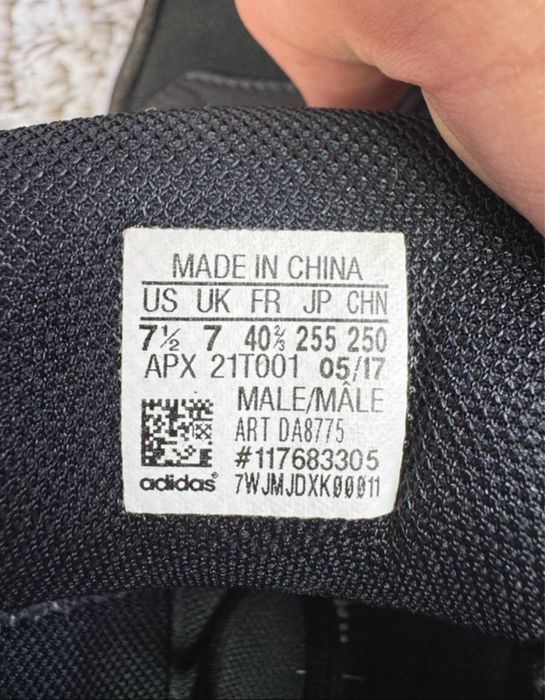 MADE IN CHINA
US UK FR JP CHN
7½ 7 40⅔ 255 250
APX 21T001 05/17
MALE/MÂLE
ART DA8775
#117683305
adidas® 7WJMJDXK00011